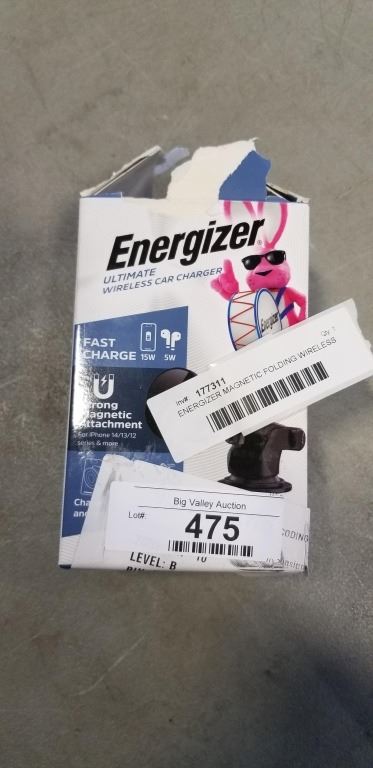 Energizer
ULTIMATE
WIRELESS CAR CHARGER
FAST
CHARGE
15W
5W
Energizer
Inv#: 177311
Qty 1
ENERGIZER MAGNETIC FOLDING WIRELESS
Strong
Magnetic
Attachment
For iPhone 14/13/12
series & more
Big Valley Auction
Lot#:
475
CODING
LEVEL: B